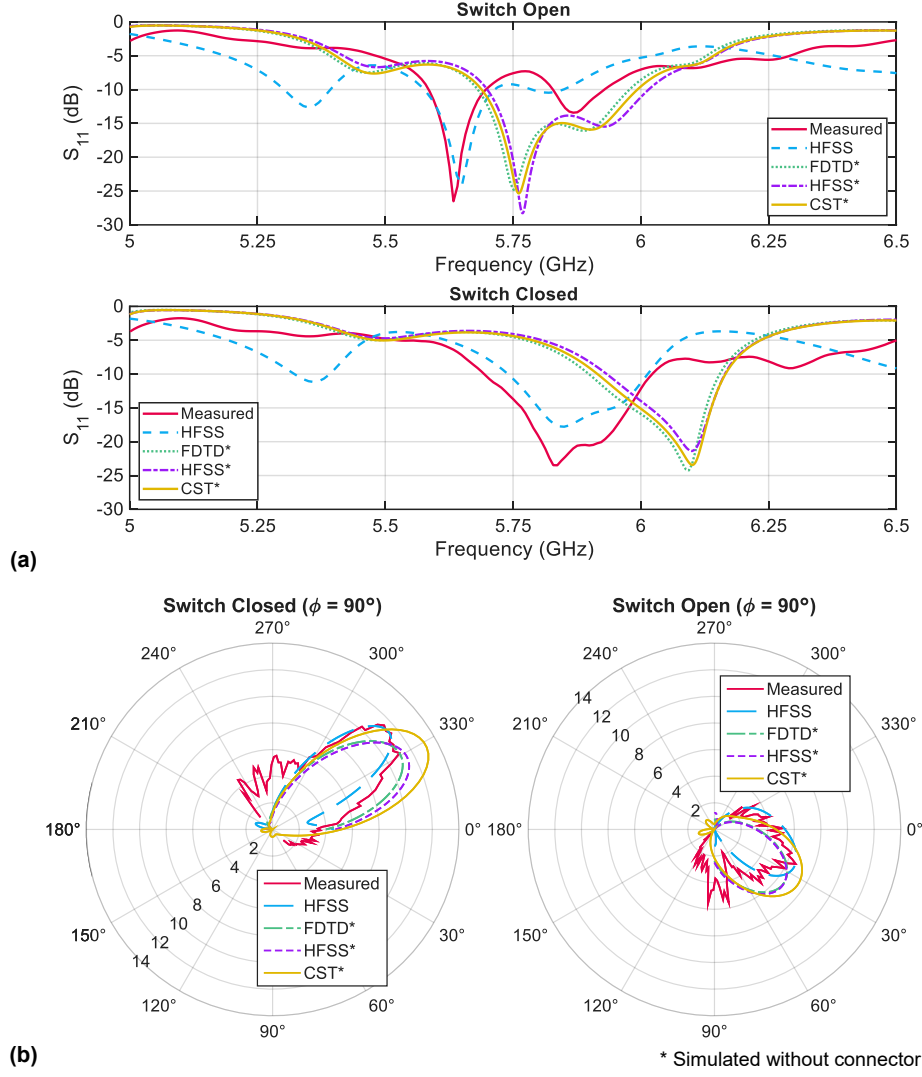 Switch Open
0
-5
-10
-15
-20
-25
-30
S11 (dB)
5 5.25 5.5 5.75 6 6.25 6.5
Frequency (GHz)
Measured
HFSS
FDTD*
HFSS*
CST*
Switch Closed
0
-5
-10
-15
-20
-25
-30
S11 (dB)
5 5.25 5.5 5.75 6 6.25 6.5
Frequency (GHz)
Measured
HFSS
FDTD*
HFSS*
CST*
(a)
Switch Closed (ϕ = 90°)
270°
240° 300°
210° 330°
180° 0°
150° 30°
120° 60°
90°
2
4
6
8
10
12
14
Measured
HFSS
FDTD*
HFSS*
CST*
Switch Open (ϕ = 90°)
270°
240° 300°
210° 330°
180° 0°
150° 30°
120° 60°
90°
14
12
10
8
6
4
2
Measured
HFSS
FDTD*
HFSS*
CST*
(b)
* Simulated without connector